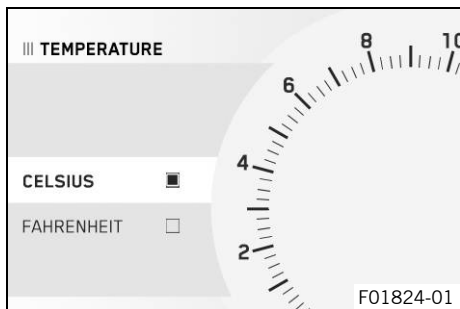 TEMPERATURE
8
10
6
4
CELSIUS
FAHRENHEIT
2
F01824-01